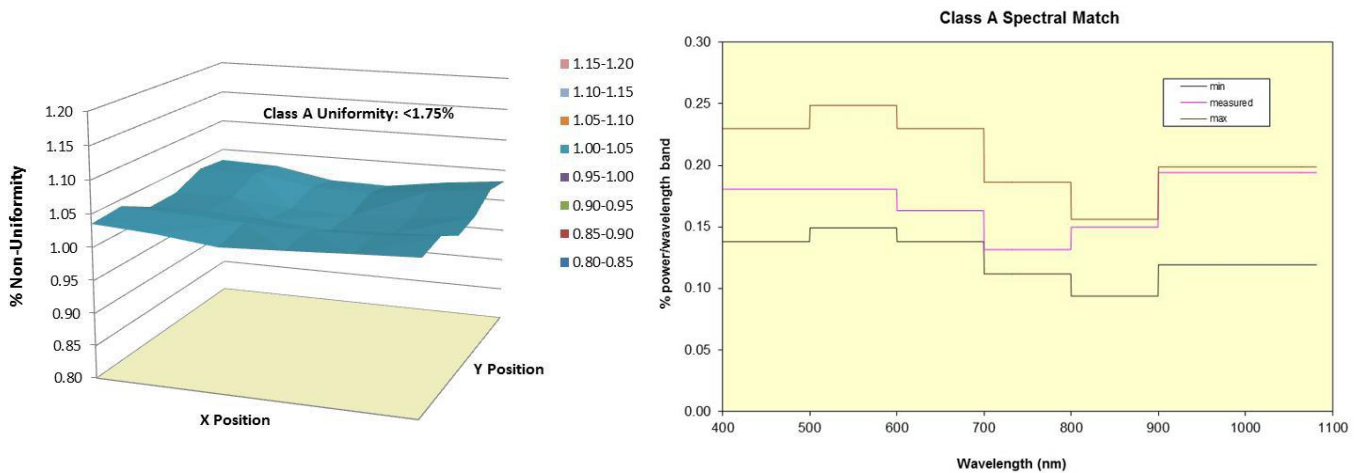 % Non-Uniformity
1.20
1.15
1.10
1.05
1.00
0.95
0.90
0.85
0.80
Class A Uniformity: <1.75%
X Position
Y Position
1.15-1.20
1.10-1.15
1.05-1.10
1.00-1.05
0.95-1.00
0.90-0.95
0.85-0.90
0.80-0.85
Class A Spectral Match
% power/wavelength band
0.30
0.25
0.20
0.15
0.10
0.05
0.00
min
measured
max
400 500 600 700 800 900 1000 1100
Wavelength (nm)